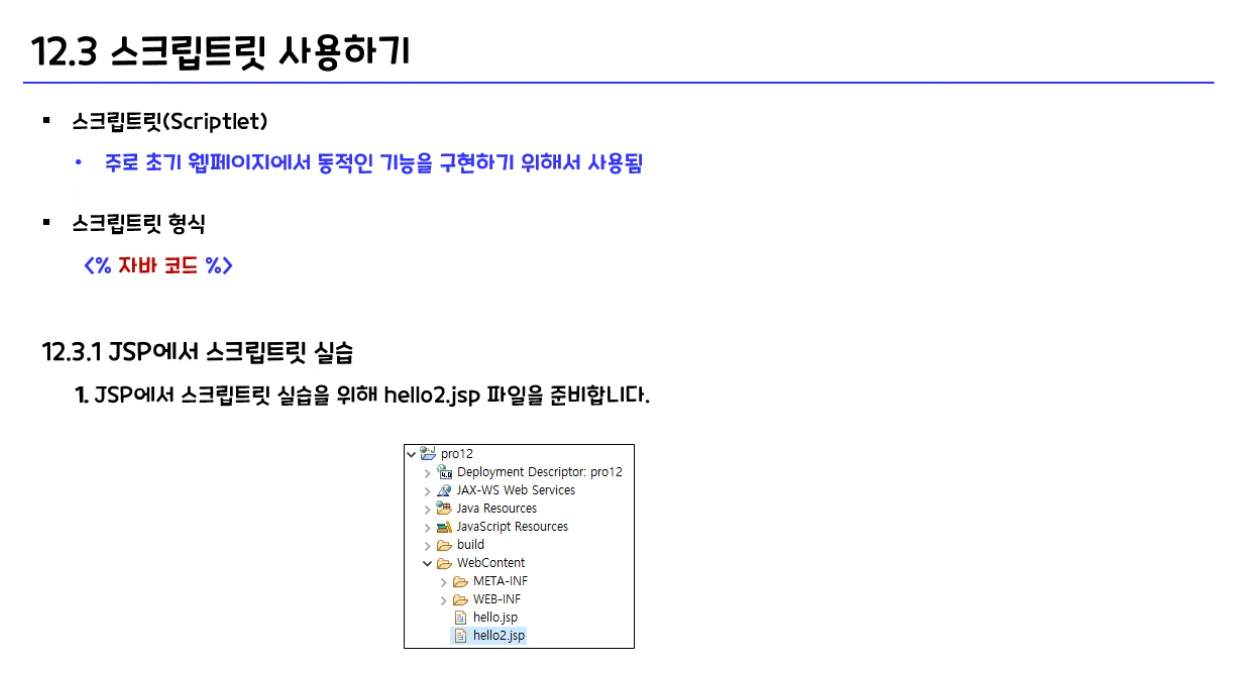 12.3 스크립트릿 사용하기
▪ 스크립트릿(Scriptlet)
• 주로 초기 웹페이지에서 동적인 기능을 구현하기 위해서 사용됨
▪ 스크립트릿 형식
<% 자바 코드 %>
12.3.1 JSP에서 스크립트릿 실습
1. JSP에서 스크립트릿 실습을 위해 hello2.jsp 파일을 준비합니다.
pro12
Deployment Descriptor: pro12
JAX-WS Web Services
Java Resources
JavaScript Resources
build
WebContent
META-INF
WEB-INF
hello.jsp
hello2.jsp